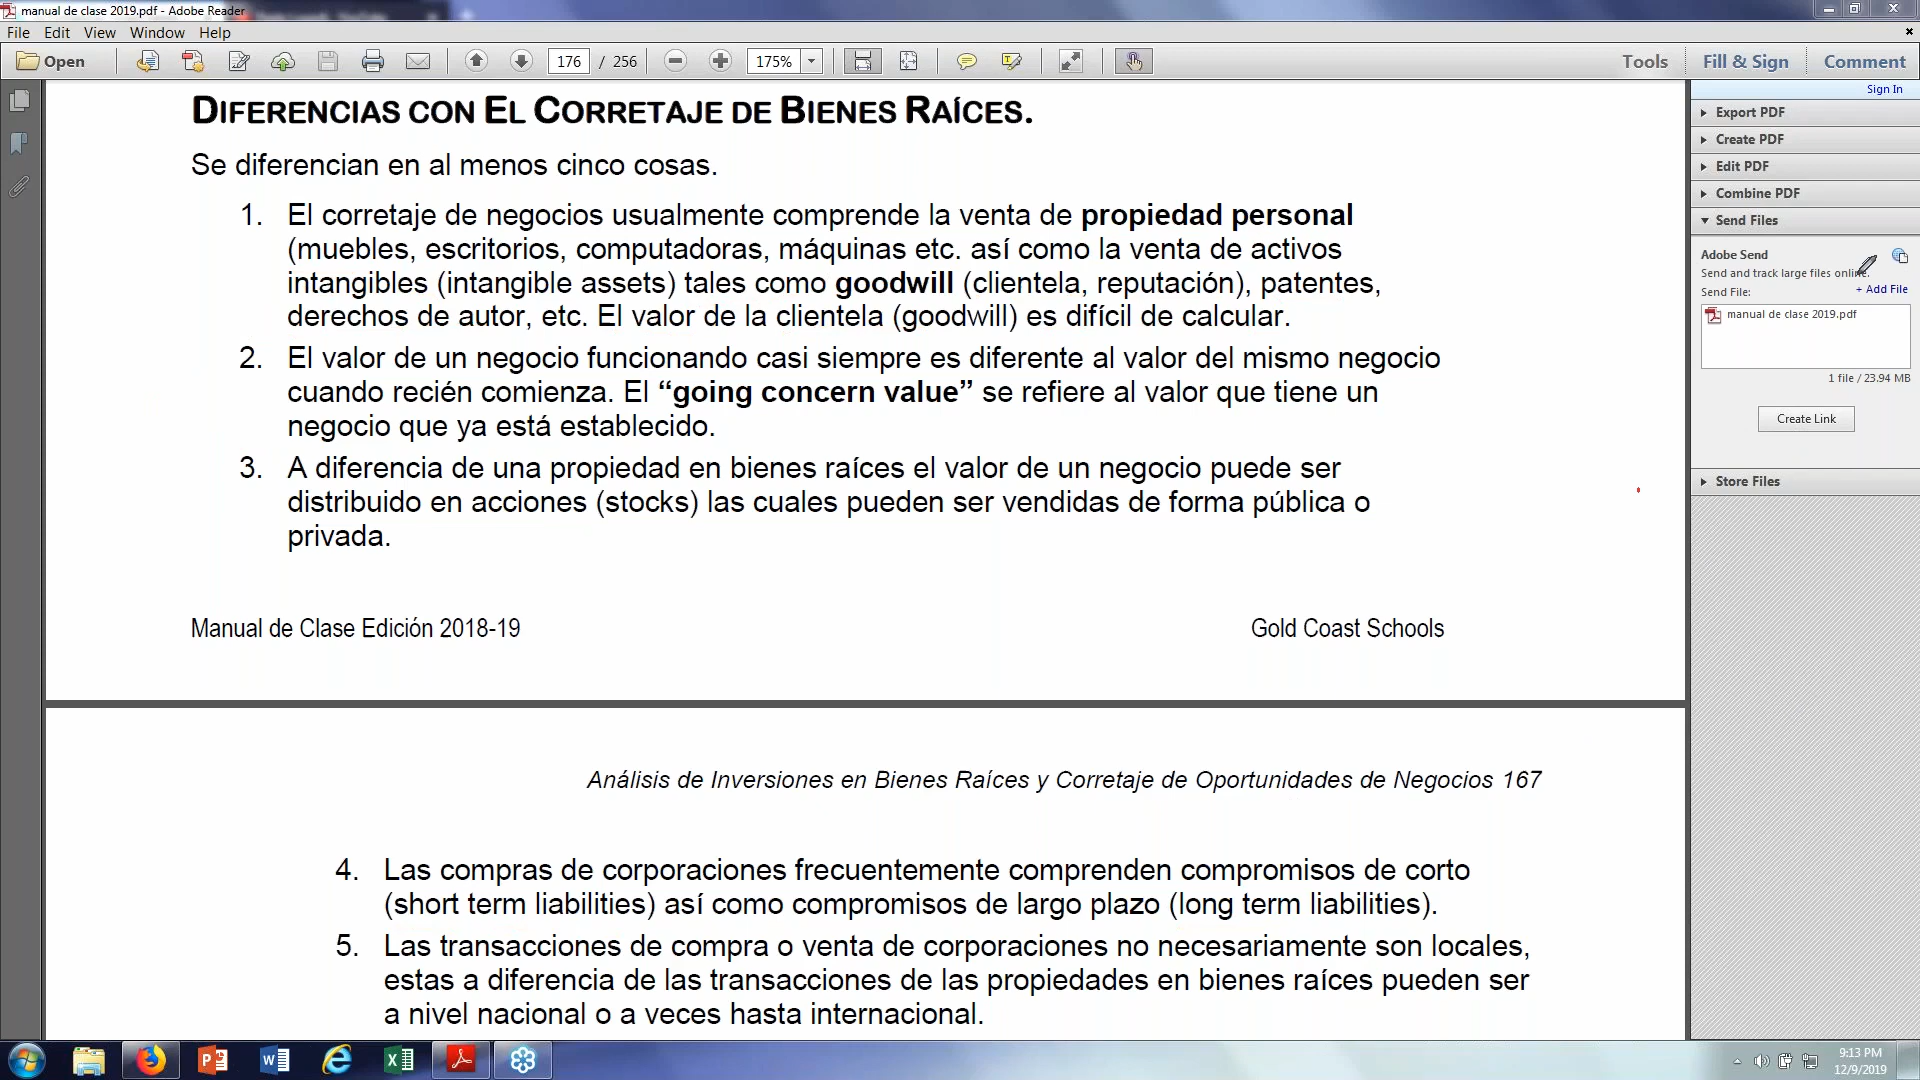 manual de clase 2019.pdf - Adobe Reader
File Edit View Window Help
Open 176 / 256 175% Tools Fill & Sign Comment
Sign In
Export PDF
Create PDF
Edit PDF
Combine PDF
Send Files
Adobe Send
Send and track large files online.
Send File: + Add File
manual de clase 2019.pdf
1 file / 23.94 MB
Create Link
Store Files
DIFERENCIAS CON EL CORRETAJE DE BIENES RAÍCES.
Se diferencian en al menos cinco cosas.
1. El corretaje de negocios usualmente comprende la venta de propiedad personal
(muebles, escritorios, computadoras, máquinas etc. así como la venta de activos
intangibles (intangible assets) tales como goodwill (clientela, reputación), patentes,
derechos de autor, etc. El valor de la clientela (goodwill) es difícil de calcular.
2. El valor de un negocio funcionando casi siempre es diferente al valor del mismo negocio
cuando recién comienza. El “going concern value” se refiere al valor que tiene un
negocio que ya está establecido.
3. A diferencia de una propiedad en bienes raíces el valor de un negocio puede ser
distribuido en acciones (stocks) las cuales pueden ser vendidas de forma pública o
privada.
Manual de Clase Edición 2018-19 Gold Coast Schools
Análisis de Inversiones en Bienes Raíces y Corretaje de Oportunidades de Negocios 167
4. Las compras de corporaciones frecuentemente comprenden compromisos de corto
(short term liabilities) así como compromisos de largo plazo (long term liabilities).
5. Las transacciones de compra o venta de corporaciones no necesariamente son locales,
estas a diferencia de las transacciones de las propiedades en bienes raíces pueden ser
a nivel nacional o a veces hasta internacional.
9:13 PM
12/9/2019